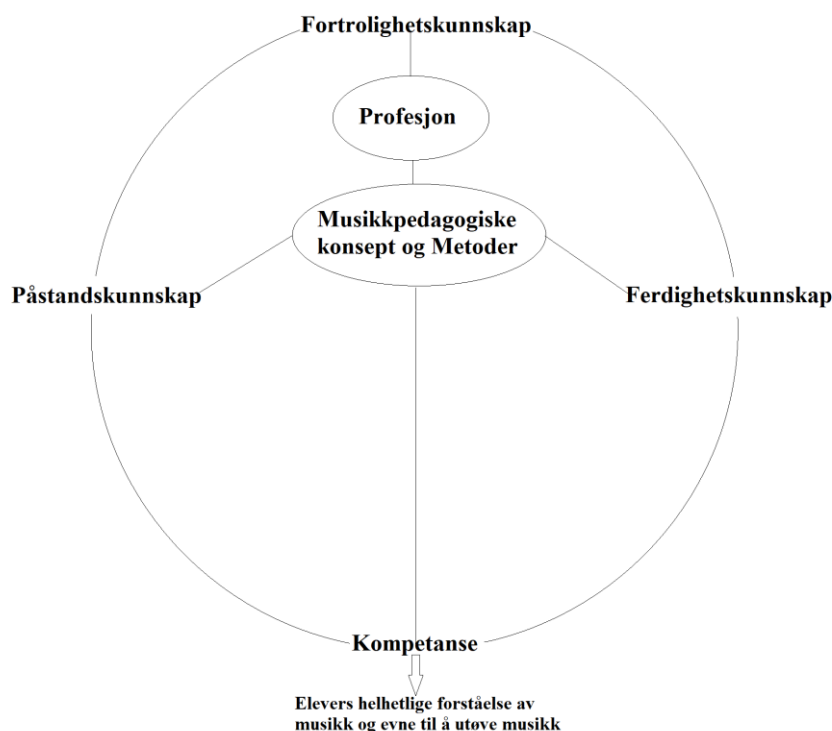 Fortrolighetskunnskap
Profesjon
Musikkpedagogiske
konsept og Metoder
Påstandskunnskap
Ferdighetskunnskap
Kompetanse
Elevers helhetlige forståelse av
musikk og evne til å utøve musikk